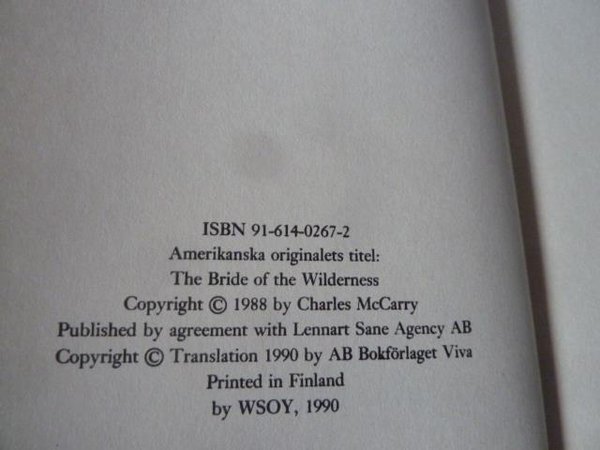 ISBN 91-614-0267-2
Amerikanska originalets titel:
The Bride of the Wilderness
Copyright © 1988 by Charles McCarry
Published by agreement with Lennart Sane Agency AB
Copyright © Translation 1990 by AB Bokförlaget Viva
Printed in Finland
by WSOY, 1990